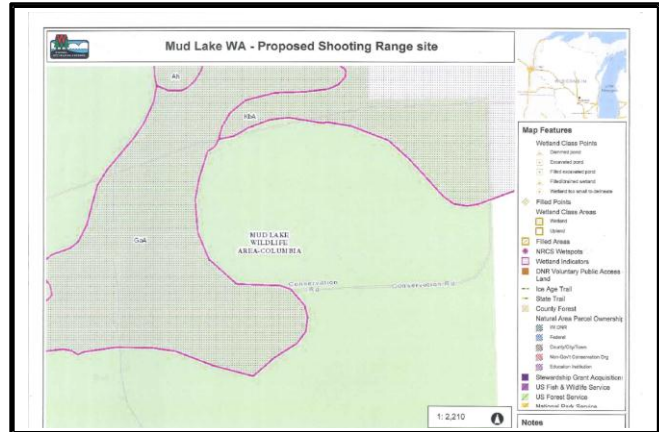 Mud Lake WA - Proposed Shooting Range site
KbA
GoA
MUD LAKE
WILDLIFE
AREA-COLUMBIA
Conservation
Rg
Conservation Rg
1: 2,210
Map Features
Wetland Class Points
Dammed pond
Excavated pond
Filled excavated pond
Filled/drained wetland
Wetland too small to delineate
Filled Points
Wetland Class Areas
Wetland
Upland
Filled Areas
NRCS Wetspots
Wetland Indicators
DNR Voluntary Public Access
Land
Ice Age Trail
State Trail
County Forest
Natural Area Parcel Ownership
WI DNR
Federal
County/City/Town
Non-Gov't Conservation Org
Education Institution
Stewardship Grant Acquisition
US Fish & Wildlife Service
US Forest Service
National Park Service
Notes